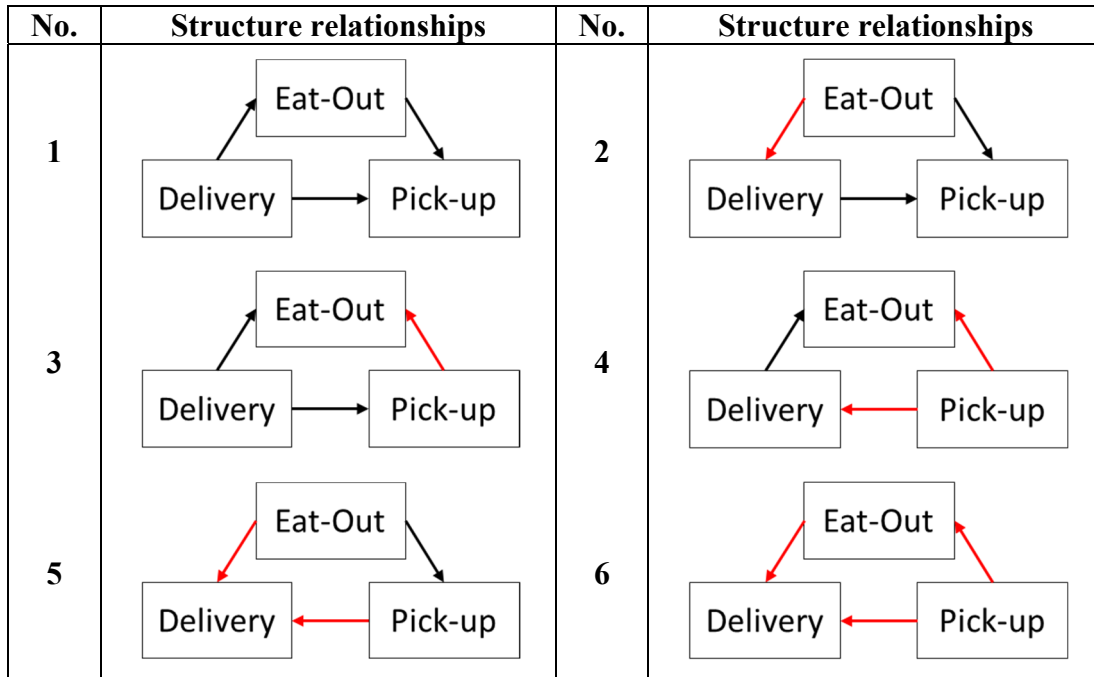 No. Structure relationships No. Structure relationships
Eat-Out Eat-Out
1 2
Delivery Pick-up Delivery Pick-up
Eat-Out Eat-Out
3 4
Delivery Pick-up Delivery Pick-up
Eat-Out Eat-Out
5 6
Delivery Pick-up Delivery Pick-up